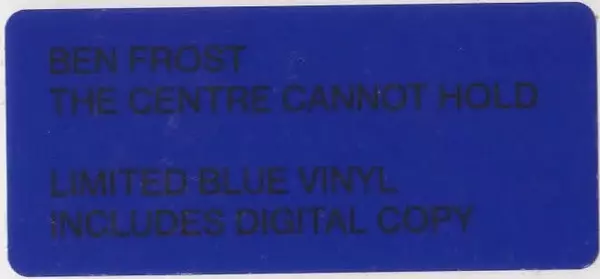 BEN FROST
THE CENTRE CANNOT HOLD
LIMITED BLUE VINYL
INCLUDES DIGITAL COPY